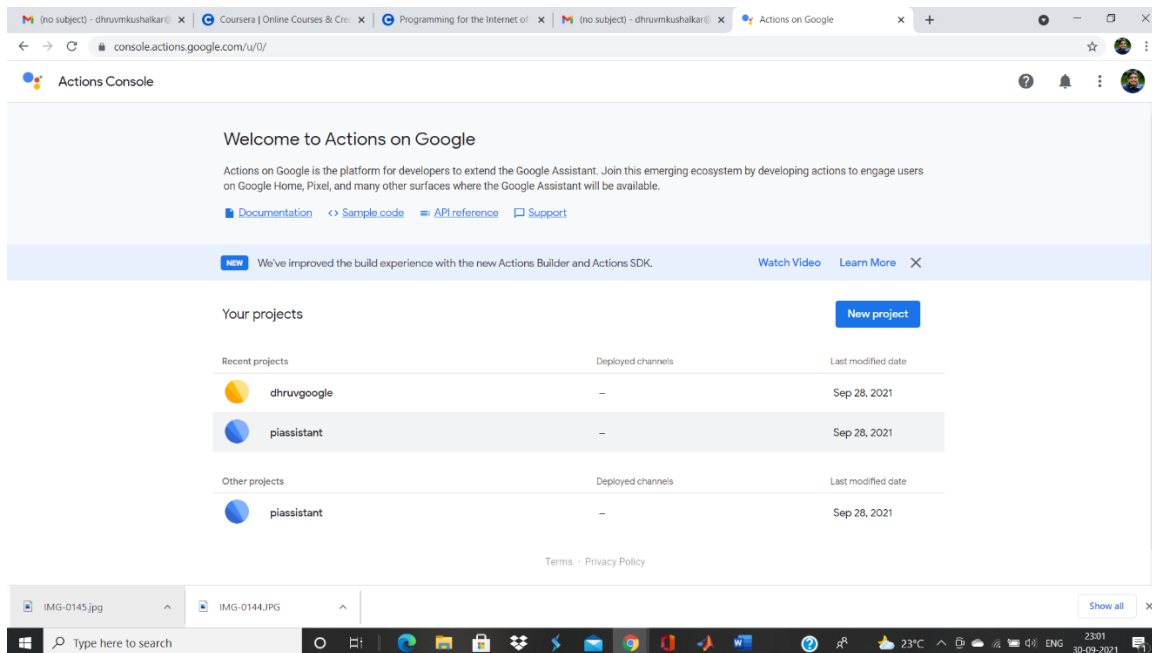 (no subject) - dhruvmkushalkar@
Coursera | Online Courses & Cre
Programming for the Internet of
(no subject) - dhruvmkushalkar@
Actions on Google
console.actions.google.com/u/0/
Actions Console
Welcome to Actions on Google
Actions on Google is the platform for developers to extend the Google Assistant. Join this emerging ecosystem by developing actions to engage users
on Google Home, Pixel, and many other surfaces where the Google Assistant will be available.
Documentation Sample code API reference Support
NEW We've improved the build experience with the new Actions Builder and Actions SDK. Watch Video Learn More
Your projects New project
Recent projects Deployed channels Last modified date
dhruvgoogle – Sep 28, 2021
piassistant – Sep 28, 2021
Other projects Deployed channels Last modified date
piassistant – Sep 28, 2021
Terms · Privacy Policy
IMG-0145.jpg IMG-0144.JPG Show all
Type here to search 23°C ENG 23:01
30-09-2021